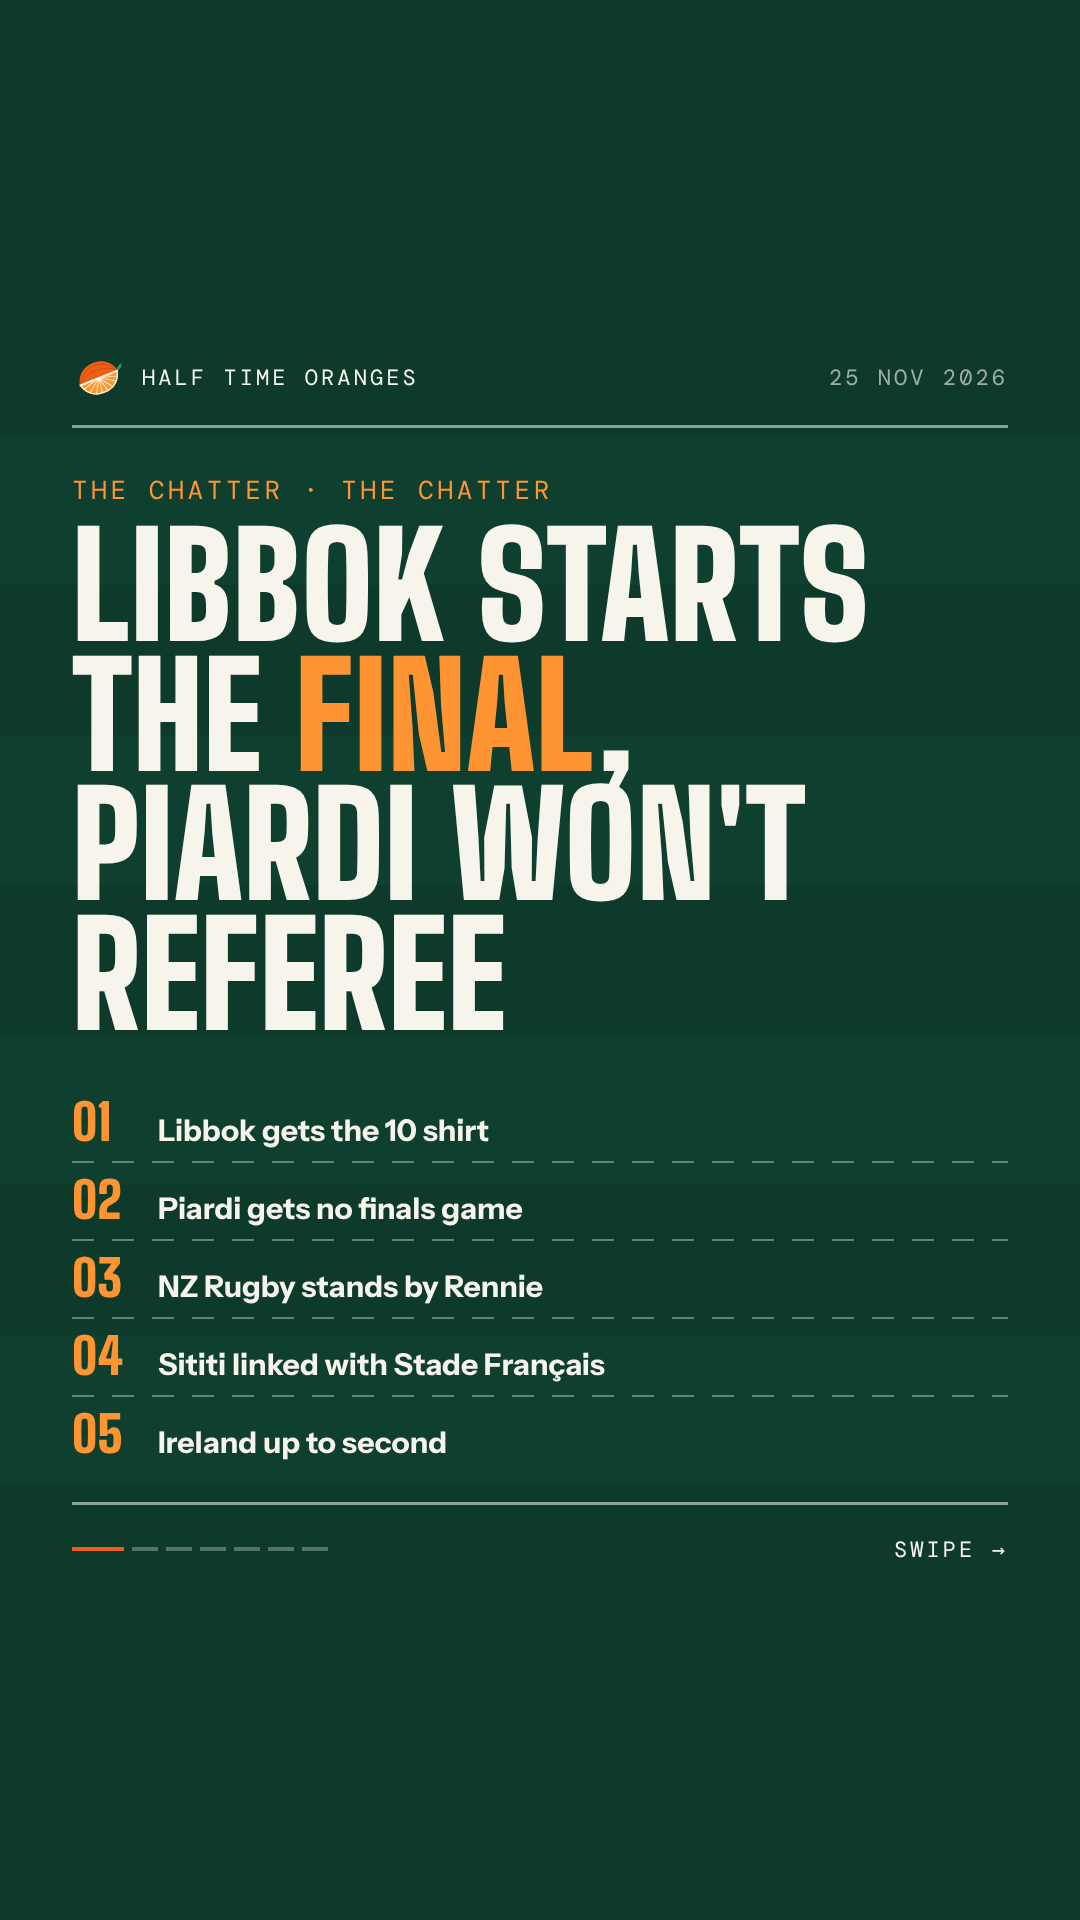 HALF TIME ORANGES
25 NOV 2026
THE CHATTER · THE CHATTER
LIBBOK STARTS
THE FINAL,
PIARDI WON'T
REFEREE
01 Libbok gets the 10 shirt
02 Piardi gets no finals game
03 NZ Rugby stands by Rennie
04 Sititi linked with Stade Français
05 Ireland up to second
SWIPE →